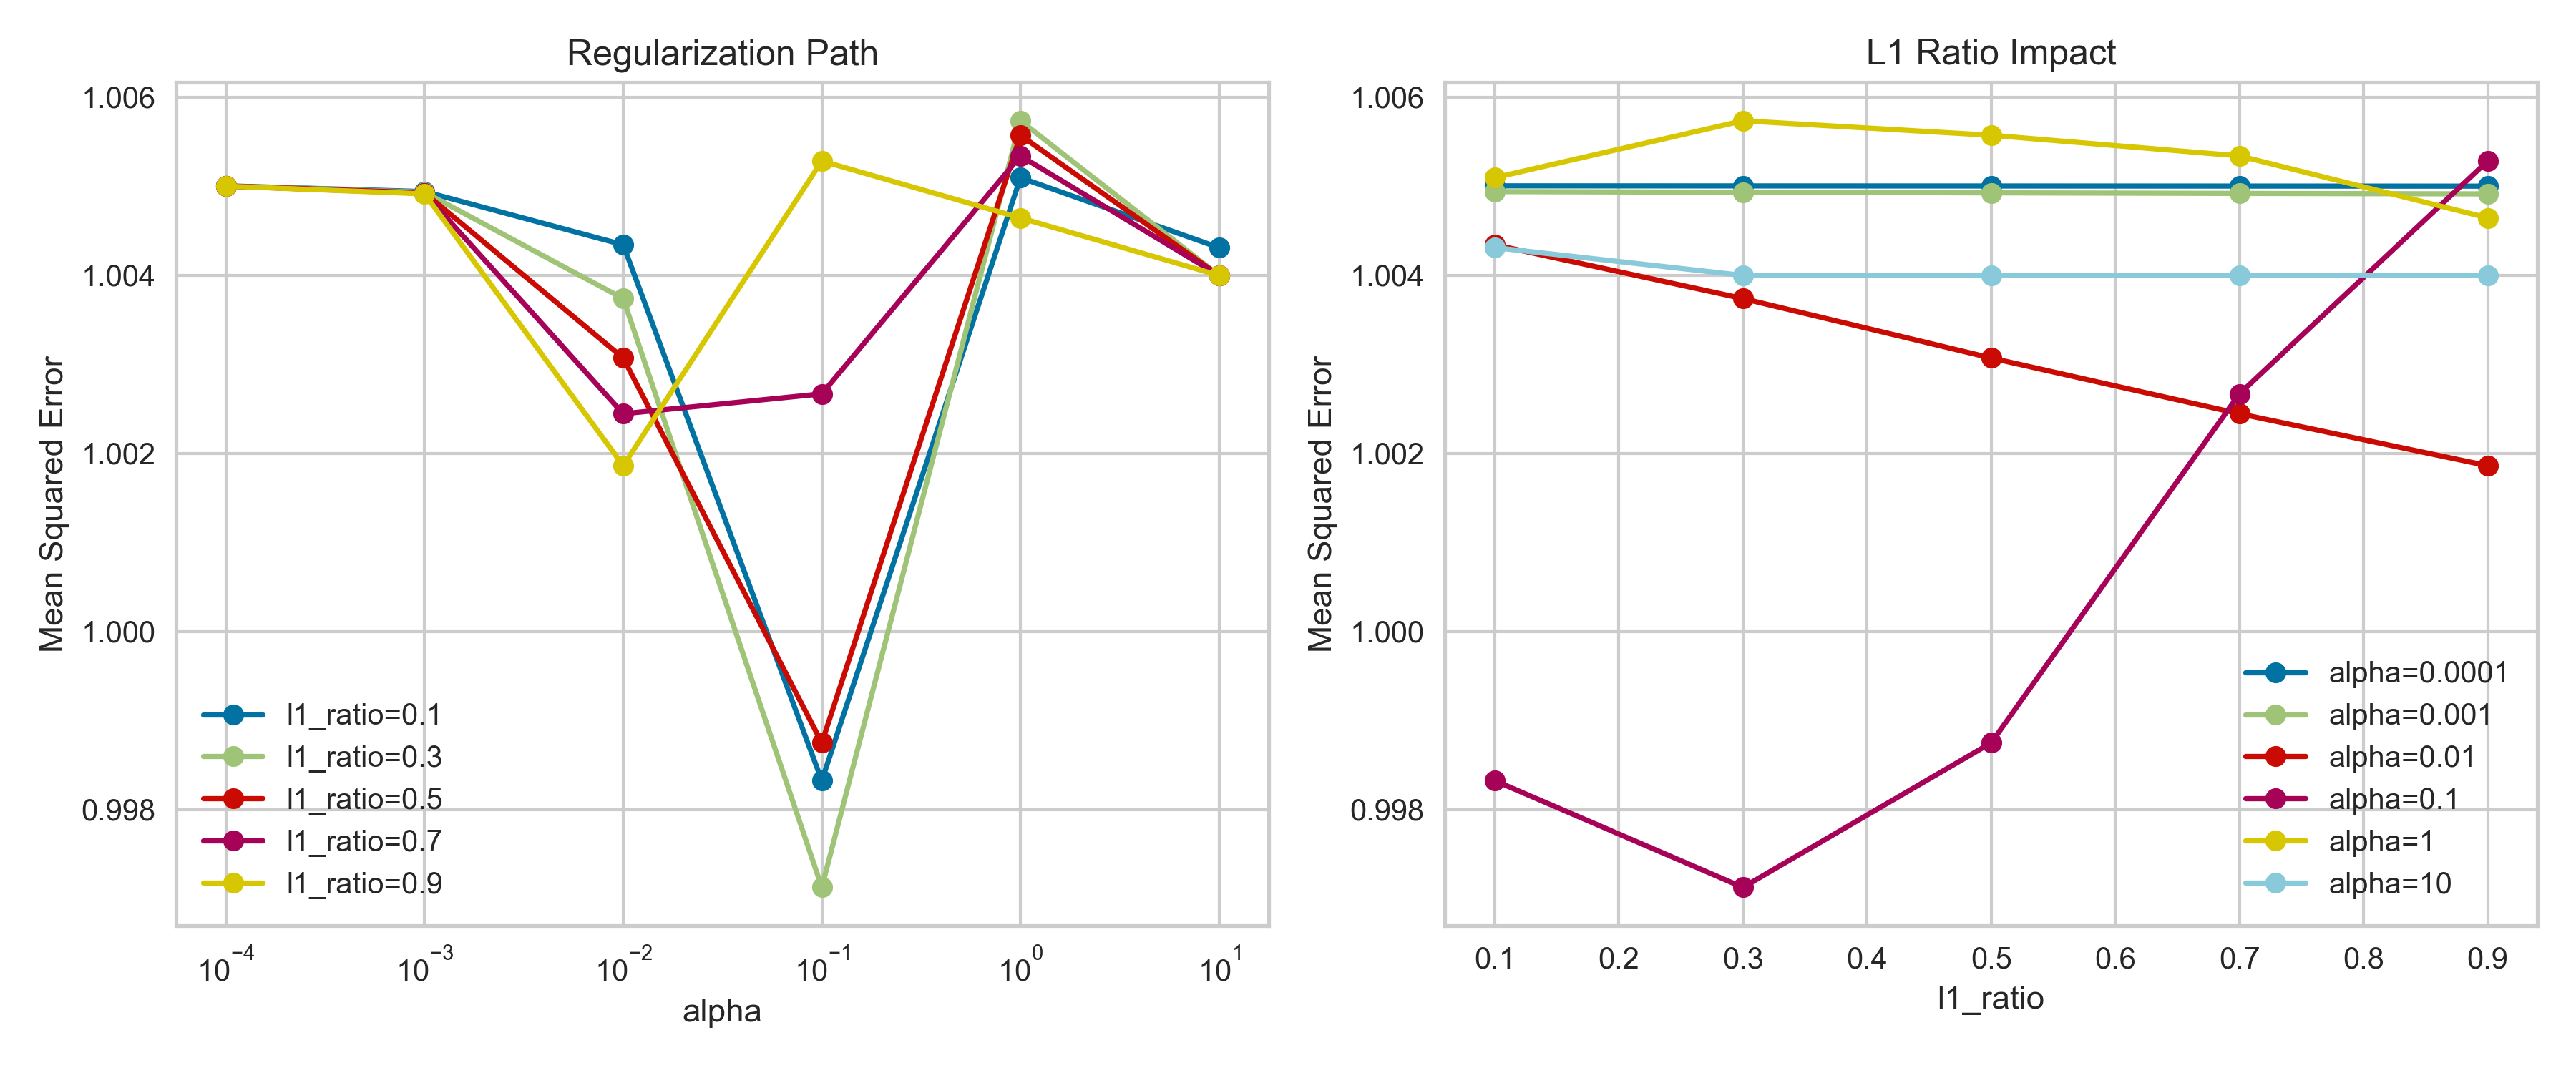 Regularization Path
1.006
1.004
1.002
1.000
0.998
Mean Squared Error
l1_ratio=0.1
l1_ratio=0.3
l1_ratio=0.5
l1_ratio=0.7
l1_ratio=0.9
10⁻⁴ 10⁻³ 10⁻² 10⁻¹ 10⁰ 10¹
alpha
L1 Ratio Impact
1.006
1.004
1.002
1.000
0.998
Mean Squared Error
alpha=0.0001
alpha=0.001
alpha=0.01
alpha=0.1
alpha=1
alpha=10
0.1 0.2 0.3 0.4 0.5 0.6 0.7 0.8 0.9
l1_ratio